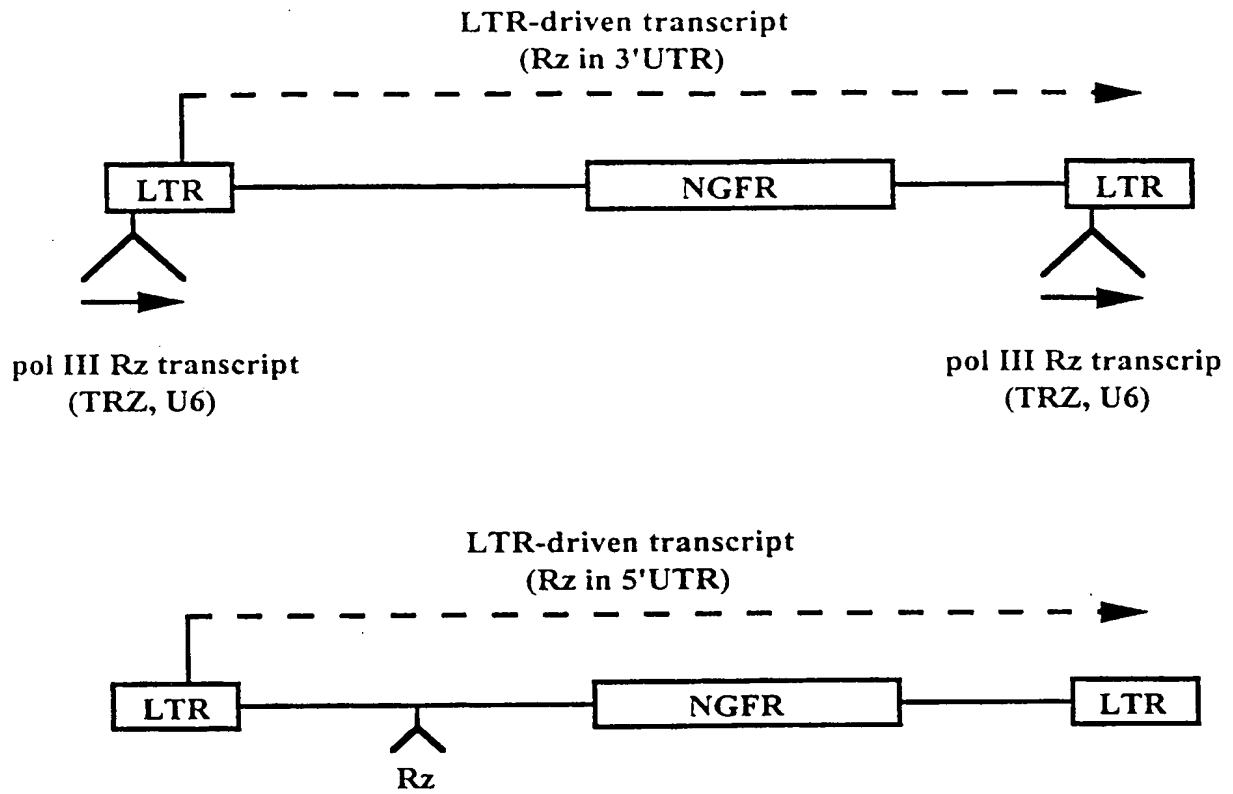 LTR-driven transcript
(Rz in 3'UTR)
LTR
NGFR
LTR
pol III Rz transcript
(TRZ, U6)
pol III Rz transcrip
(TRZ, U6)
LTR-driven transcript
(Rz in 5'UTR)
LTR
NGFR
LTR
Rz